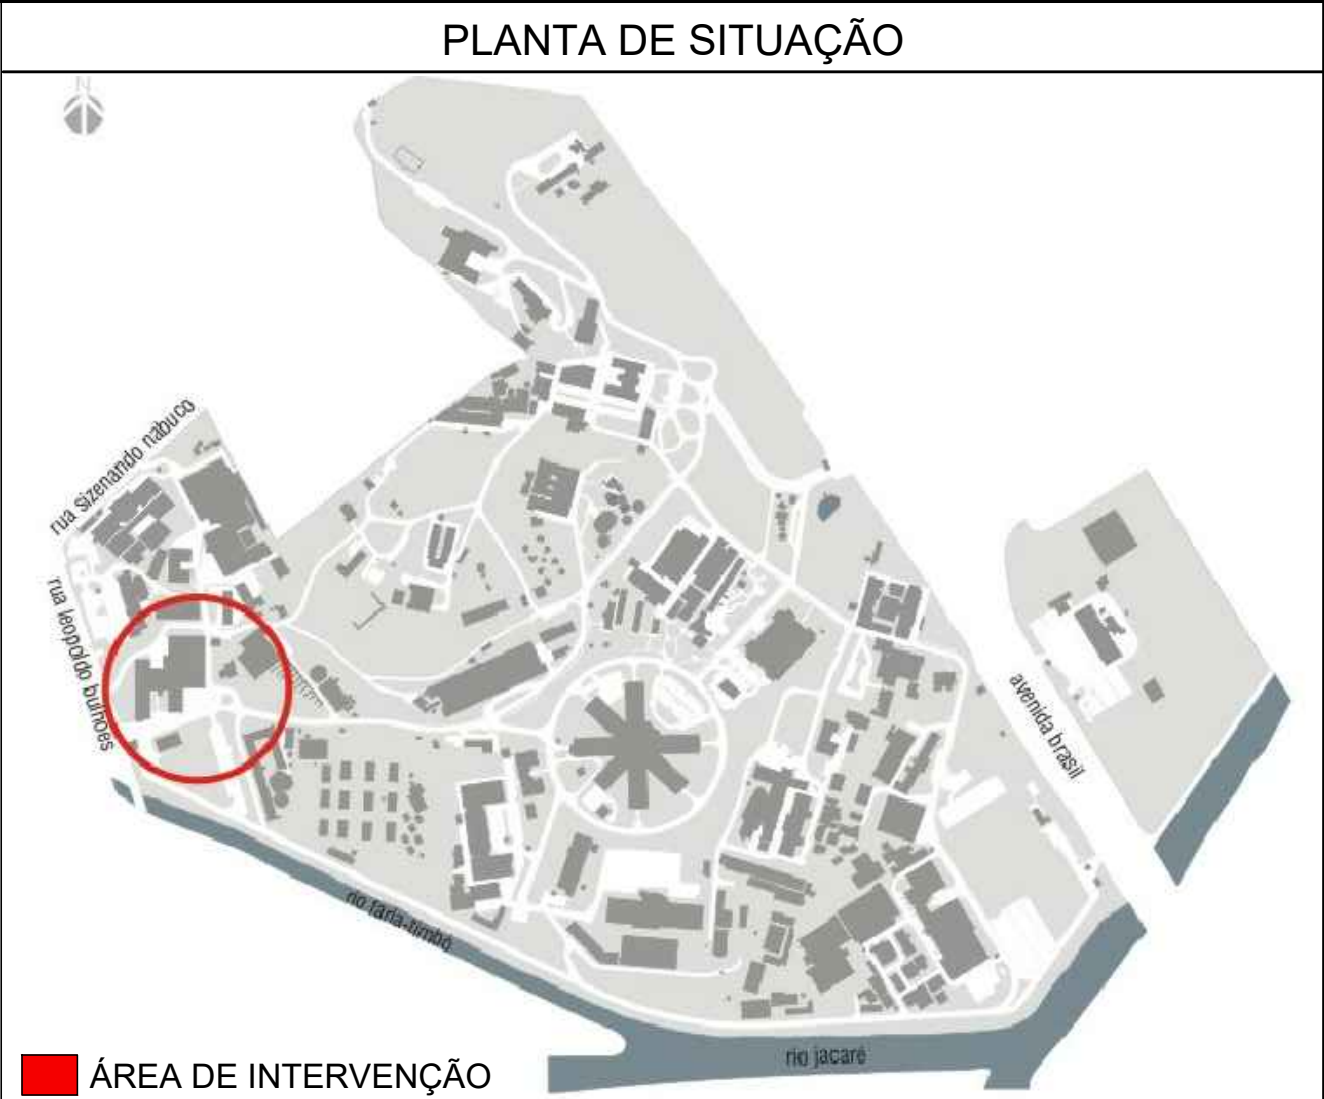 PLANTA DE SITUAÇÃO
N
rua sizenando nabuco
rua leopoldo bulhões
avenida brasil
rio faria-timbó
rio jacaré
ÁREA DE INTERVENÇÃO